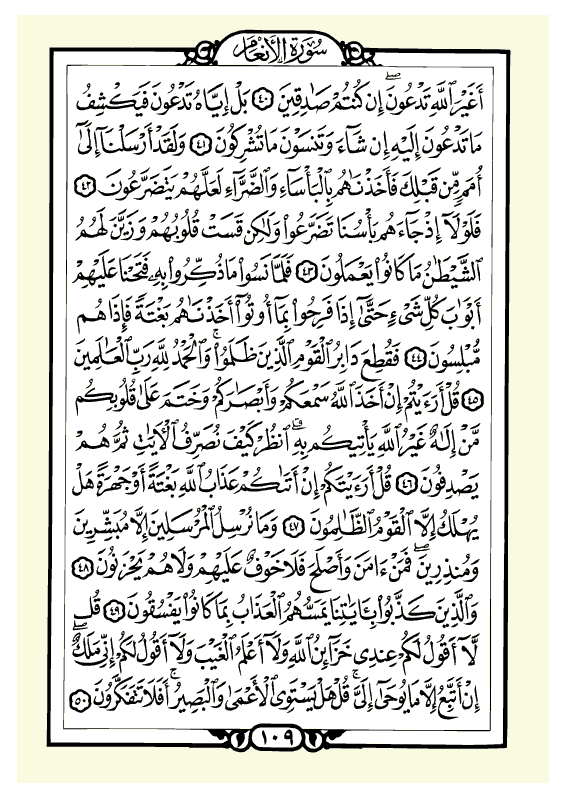 سُورَةُ الأَنْعَام
أَغَيْرَ ٱللَّهِ تَدْعُونَ إِن كُنتُمْ صَٰدِقِينَ ٤٠ بَلْ إِيَّاهُ تَدْعُونَ فَيَكْشِفُ
مَا تَدْعُونَ إِلَيْهِ إِن شَآءَ وَتَنسَوْنَ مَا تُشْرِكُونَ ٤١ وَلَقَدْ أَرْسَلْنَآ إِلَىٰٓ
أُمَمٍ مِّن قَبْلِكَ فَأَخَذْنَٰهُم بِٱلْبَأْسَآءِ وَٱلضَّرَّآءِ لَعَلَّهُمْ يَتَضَرَّعُونَ ٤٢
فَلَوْلَآ إِذْ جَآءَهُم بَأْسُنَا تَضَرَّعُوا۟ وَلَٰكِن قَسَتْ قُلُوبُهُمْ وَزَيَّنَ لَهُمُ
ٱلشَّيْطَٰنُ مَا كَانُوا۟ يَعْمَلُونَ ٤٣ فَلَمَّا نَسُوا۟ مَا ذُكِّرُوا۟ بِهِۦ فَتَحْنَا عَلَيْهِمْ
أَبْوَٰبَ كُلِّ شَىْءٍ حَتَّىٰٓ إِذَا فَرِحُوا۟ بِمَآ أُوتُوٓا۟ أَخَذْنَٰهُم بَغْتَةً فَإِذَا هُم
مُّبْلِسُونَ ٤٤ فَقُطِعَ دَابِرُ ٱلْقَوْمِ ٱلَّذِينَ ظَلَمُوا۟ ۚ وَٱلْحَمْدُ لِلَّهِ رَبِّ ٱلْعَٰلَمِينَ
٤٥ قُلْ أَرَءَيْتُمْ إِنْ أَخَذَ ٱللَّهُ سَمْعَكُمْ وَأَبْصَٰرَكُمْ وَخَتَمَ عَلَىٰ قُلُوبِكُم
مَّنْ إِلَٰهٌ غَيْرُ ٱللَّهِ يَأْتِيكُم بِهِ ۗ ٱنظُرْ كَيْفَ نُصَرِّفُ ٱلْءَايَٰتِ ثُمَّ هُمْ
يَصْدِفُونَ ٤٦ قُلْ أَرَءَيْتَكُمْ إِنْ أَتَىٰكُمْ عَذَابُ ٱللَّهِ بَغْتَةً أَوْ جَهْرَةً هَلْ
يُهْلَكُ إِلَّا ٱلْقَوْمُ ٱلظَّٰلِمُونَ ٤٧ وَمَا نُرْسِلُ ٱلْمُرْسَلِينَ إِلَّا مُبَشِّرِينَ
وَمُنذِرِينَ ۖ فَمَنْ ءَامَنَ وَأَصْلَحَ فَلَا خَوْفٌ عَلَيْهِمْ وَلَا هُمْ يَحْزَنُونَ ٤٨
وَٱلَّذِينَ كَذَّبُوا۟ بِـَٔايَٰتِنَا يَمَسُّهُمُ ٱلْعَذَابُ بِمَا كَانُوا۟ يَفْسُقُونَ ٤٩ قُل
لَّآ أَقُولُ لَكُمْ عِندِى خَزَآئِنُ ٱللَّهِ وَلَآ أَعْلَمُ ٱلْغَيْبَ وَلَآ أَقُولُ لَكُمْ إِنِّى مَلَكٌ ۖ
إِنْ أَتَّبِعُ إِلَّا مَا يُوحَىٰٓ إِلَىَّ ۚ قُلْ هَلْ يَسْتَوِى ٱلْأَعْمَىٰ وَٱلْبَصِيرُ ۚ أَفَلَا تَتَفَكَّرُونَ ٥٠
١٠٩